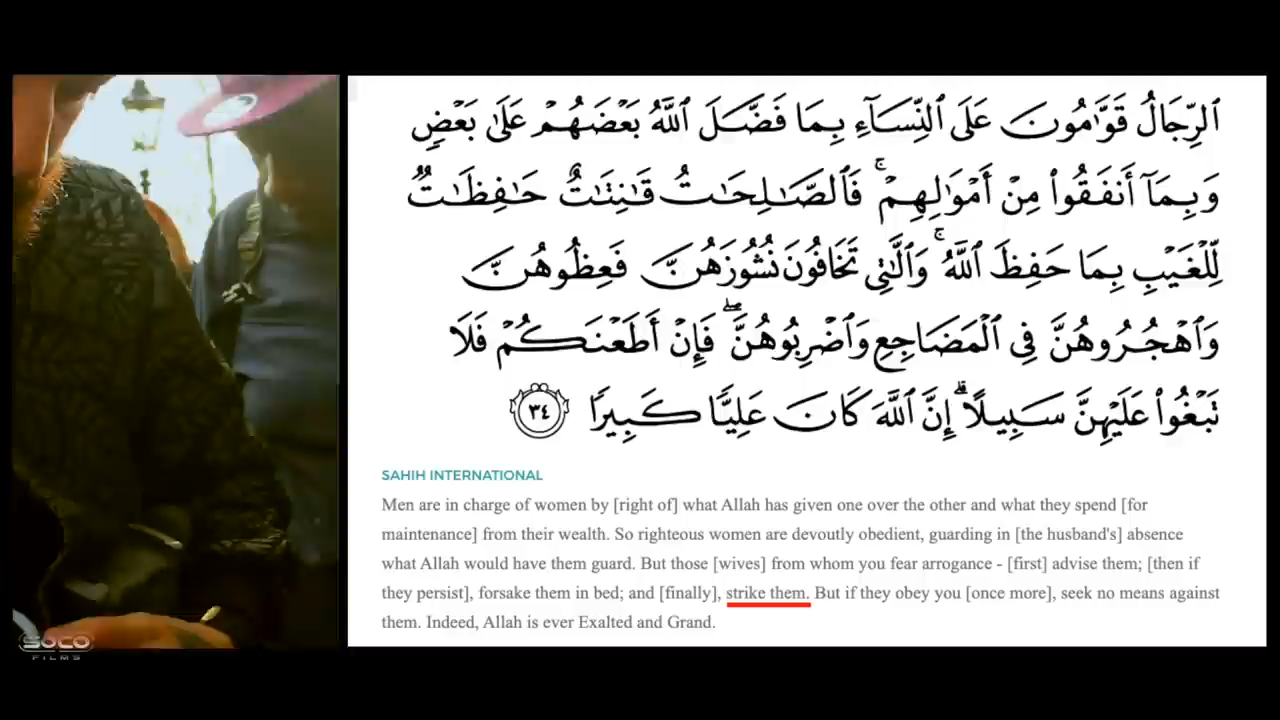 ٱلرِّجَالُ قَوَّٰمُونَ عَلَى ٱلنِّسَآءِ بِمَا فَضَّلَ ٱللَّهُ بَعْضَهُمْ عَلَىٰ بَعْضٍ
وَبِمَآ أَنفَقُوا۟ مِنْ أَمْوَٰلِهِمْ ۚ فَٱلصَّـٰلِحَـٰتُ قَـٰنِتَـٰتٌ حَـٰفِظَـٰتٌ
لِّلْغَيْبِ بِمَا حَفِظَ ٱللَّهُ ۚ وَٱلَّـٰتِى تَخَافُونَ نُشُوزَهُنَّ فَعِظُوهُنَّ
وَٱهْجُرُوهُنَّ فِى ٱلْمَضَاجِعِ وَٱضْرِبُوهُنَّ ۖ فَإِنْ أَطَعْنَكُمْ فَلَا
تَبْغُوا۟ عَلَيْهِنَّ سَبِيلًا ۗ إِنَّ ٱللَّهَ كَانَ عَلِيًّا كَبِيرًا ٣٤
SAHIH INTERNATIONAL
Men are in charge of women by [right of] what Allah has given one over the other and what they spend [for
maintenance] from their wealth. So righteous women are devoutly obedient, guarding in [the husband's] absence
what Allah would have them guard. But those [wives] from whom you fear arrogance - [first] advise them; [then if
they persist], forsake them in bed; and [finally], strike them. But if they obey you [once more], seek no means against
them. Indeed, Allah is ever Exalted and Grand.
SOCO
FILMS